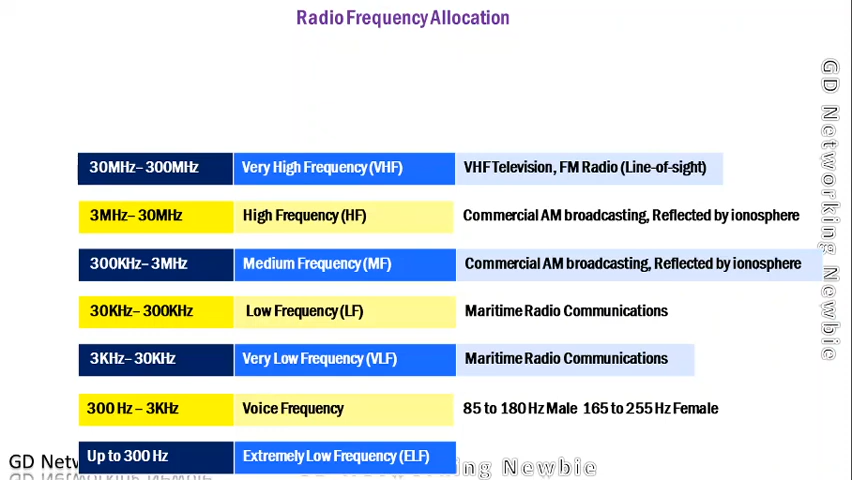 Radio Frequency Allocation
30MHz– 300MHz Very High Frequency (VHF) VHF Television, FM Radio (Line-of-sight)
3MHz– 30MHz High Frequency (HF) Commercial AM broadcasting, Reflected by ionosphere
300KHz– 3MHz Medium Frequency (MF) Commercial AM broadcasting, Reflected by ionosphere
30KHz– 300KHz Low Frequency (LF) Maritime Radio Communications
3KHz– 30KHz Very Low Frequency (VLF) Maritime Radio Communications
300 Hz – 3KHz Voice Frequency 85 to 180 Hz Male 165 to 255 Hz Female
Up to 300 Hz Extremely Low Frequency (ELF)
GD Networking Newbie
Newbie